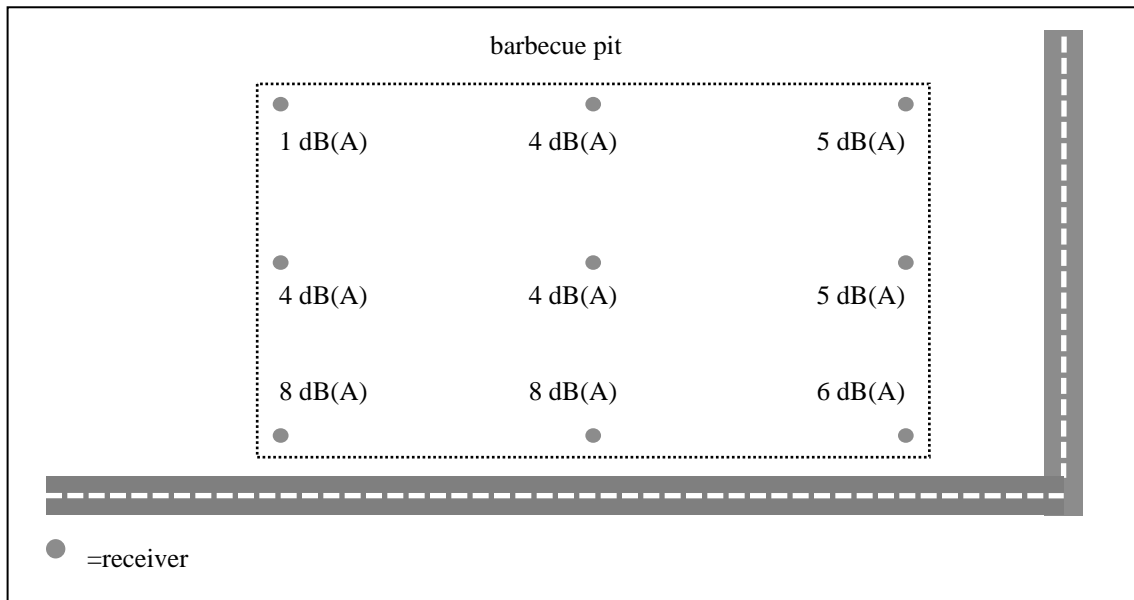 barbecue pit
1 dB(A) 4 dB(A) 5 dB(A)
4 dB(A) 4 dB(A) 5 dB(A)
8 dB(A) 8 dB(A) 6 dB(A)
=receiver